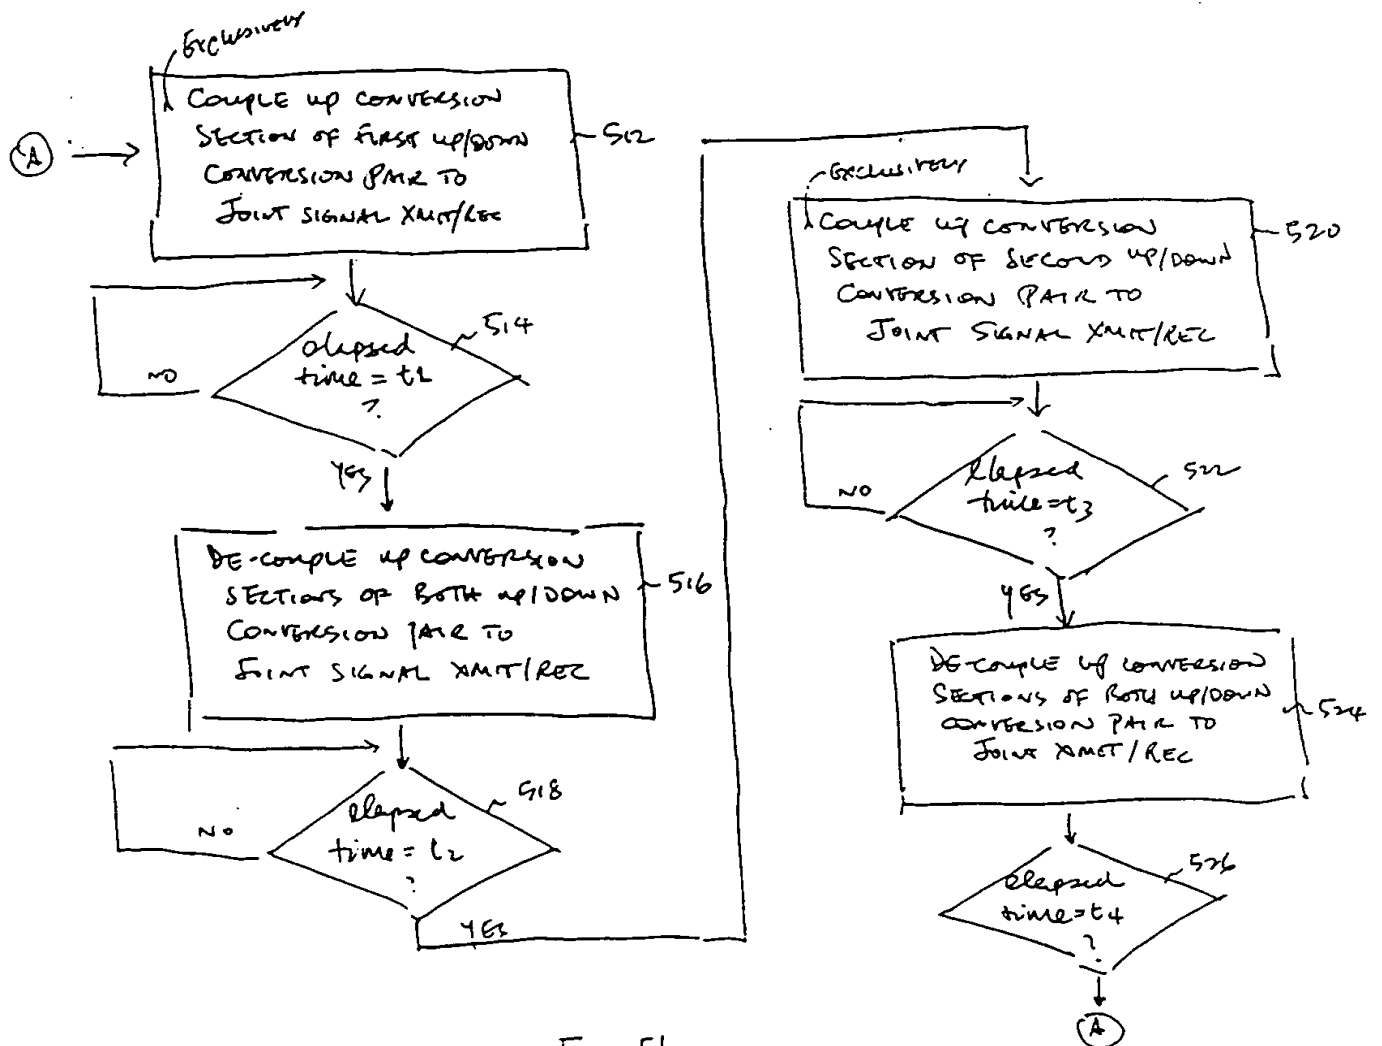 EXCLUSIVELY
COUPLE UP CONVERSION
SECTION OF FIRST UP/DOWN
CONVERSION PAIR TO
JOINT SIGNAL XMIT/REC
512
A
elapsed
time = t1
?
514
NO
YES
DE-COUPLE UP CONVERSION
SECTIONS OF BOTH UP/DOWN
CONVERSION PAIR TO
JOINT SIGNAL XMIT/REC
516
elapsed
time = t2
?
518
NO
YES
EXCLUSIVELY
COUPLE UP CONVERSION
SECTION OF SECOND UP/DOWN
CONVERSION PAIR TO
JOINT SIGNAL XMIT/REC
520
elapsed
time = t3
?
522
NO
YES
DE-COUPLE UP CONVERSION
SECTIONS OF BOTH UP/DOWN
CONVERSION PAIR TO
JOINT XMIT/REC
524
elapsed
time = t4
?
526
A